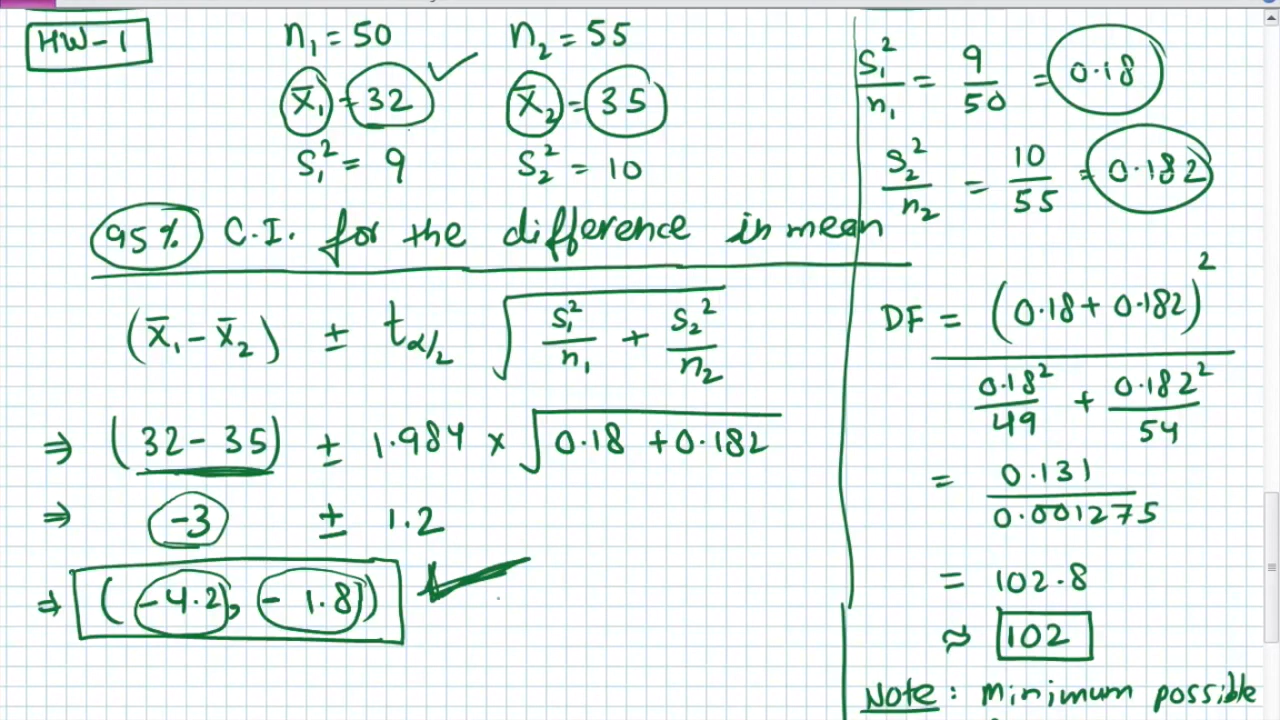 HW-1
n₁ = 50 n₂ = 55
x̄₁ = 32 ✓ x̄₂ = 35
S₁² = 9 S₂² = 10
95% C.I. for the difference in mean
(x̄₁ - x̄₂) ± t_α/2 √(S₁²/n₁ + S₂²/n₂)
⇒ (32 - 35) ± 1.984 × √(0.18 + 0.182)
⇒ -3 ± 1.2
⇒ (-4.2, -1.8) ✓
S₁²/n₁ = 9/50 = 0.18
S₂²/n₂ = 10/55 = 0.182
DF = (0.18 + 0.182)² / (0.18²/49 + 0.182²/54)
= 0.131/0.001275
= 102.8
≈ 102
Note: Minimum possible